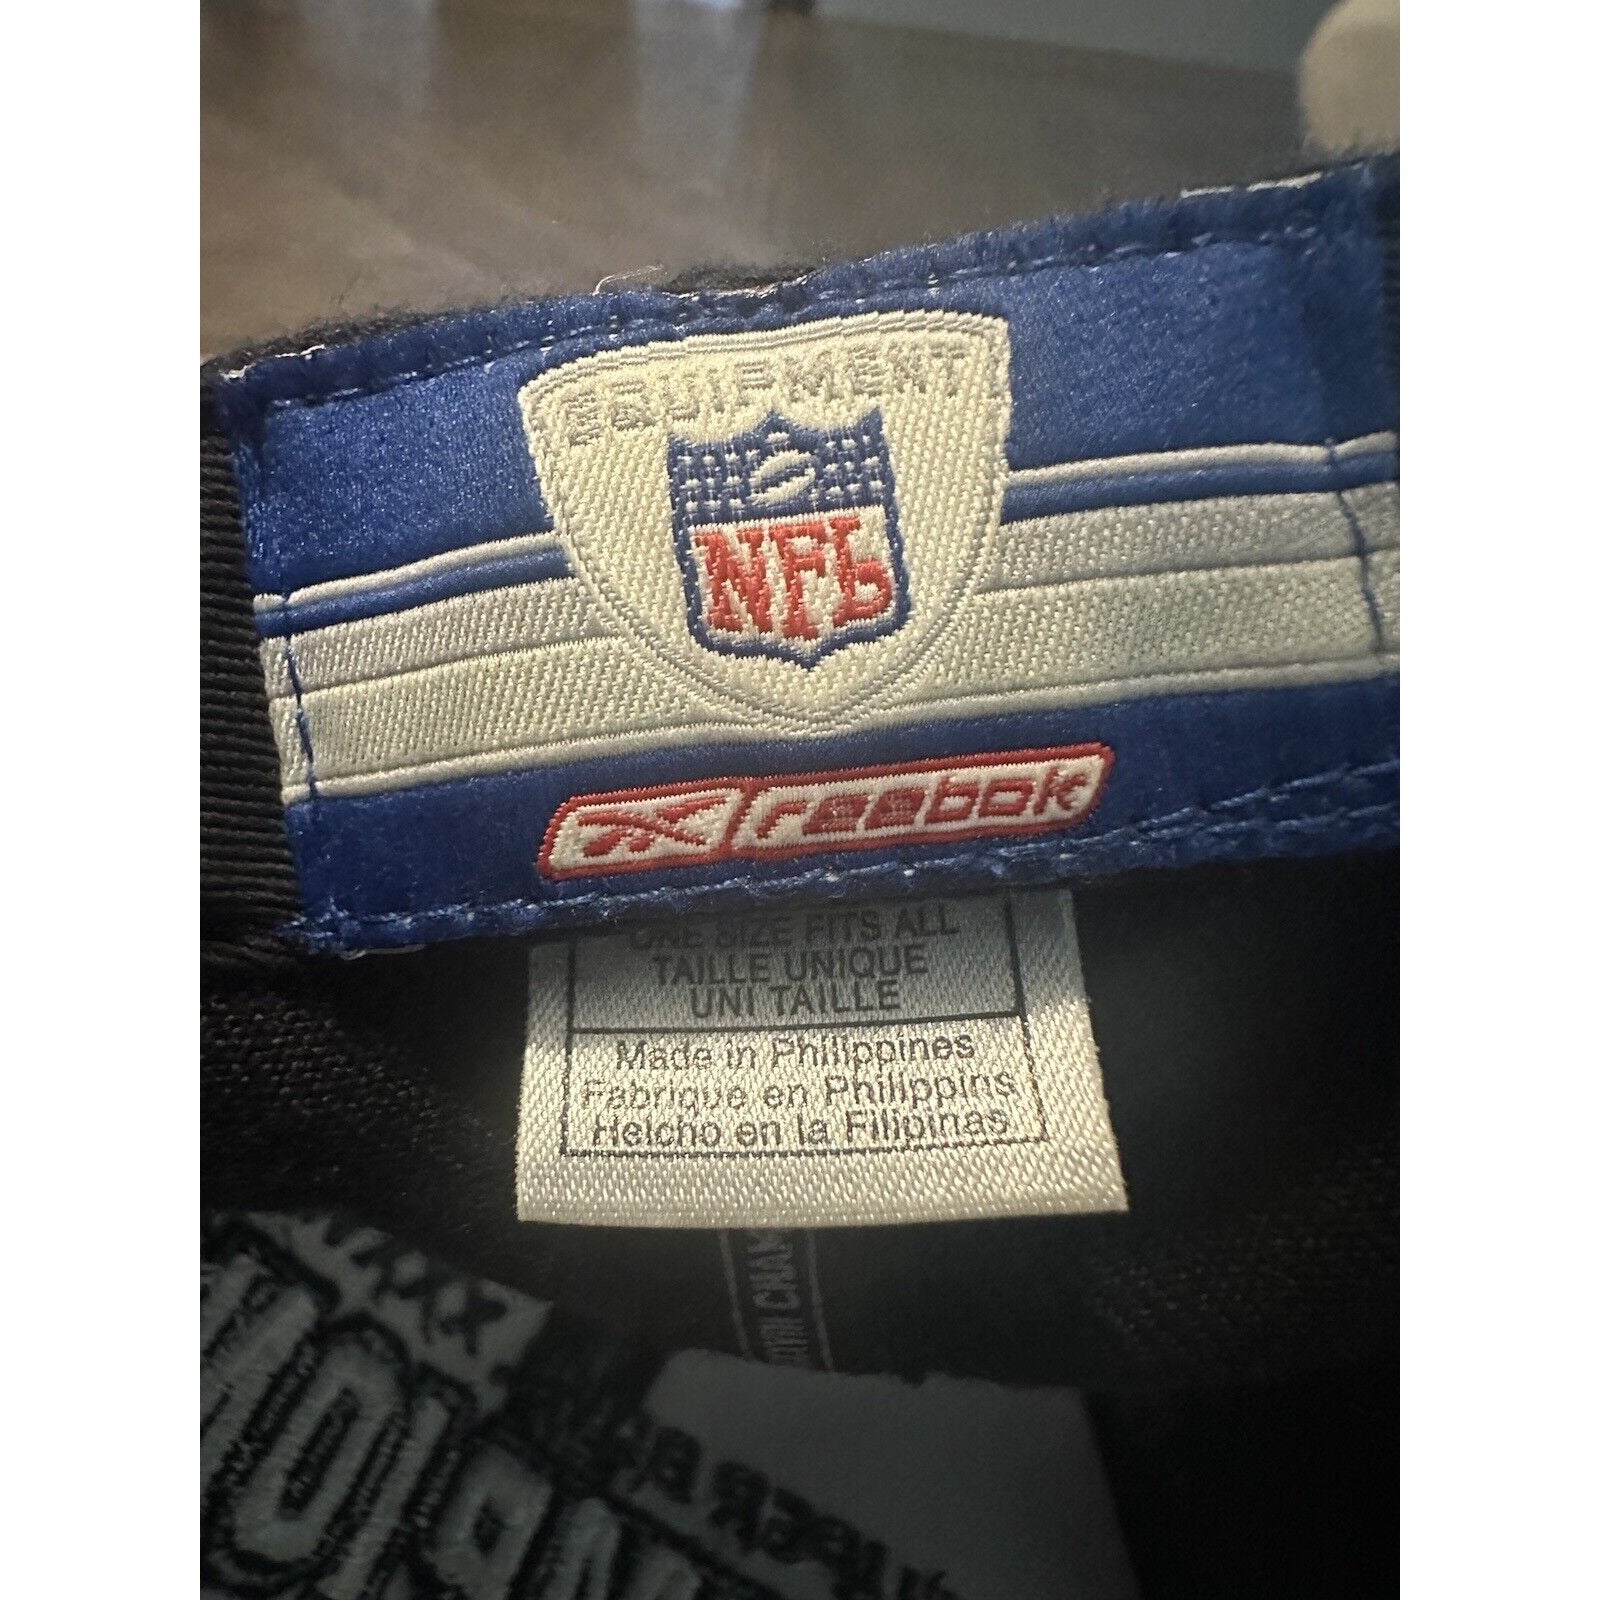 EQUIPMENT
NFL
reebok
ONE SIZE FITS ALL
TAILLE UNIQUE
UNI TAILLE
Made in Philippines
Fabrique en Philippins
Helcho en la Filipinas